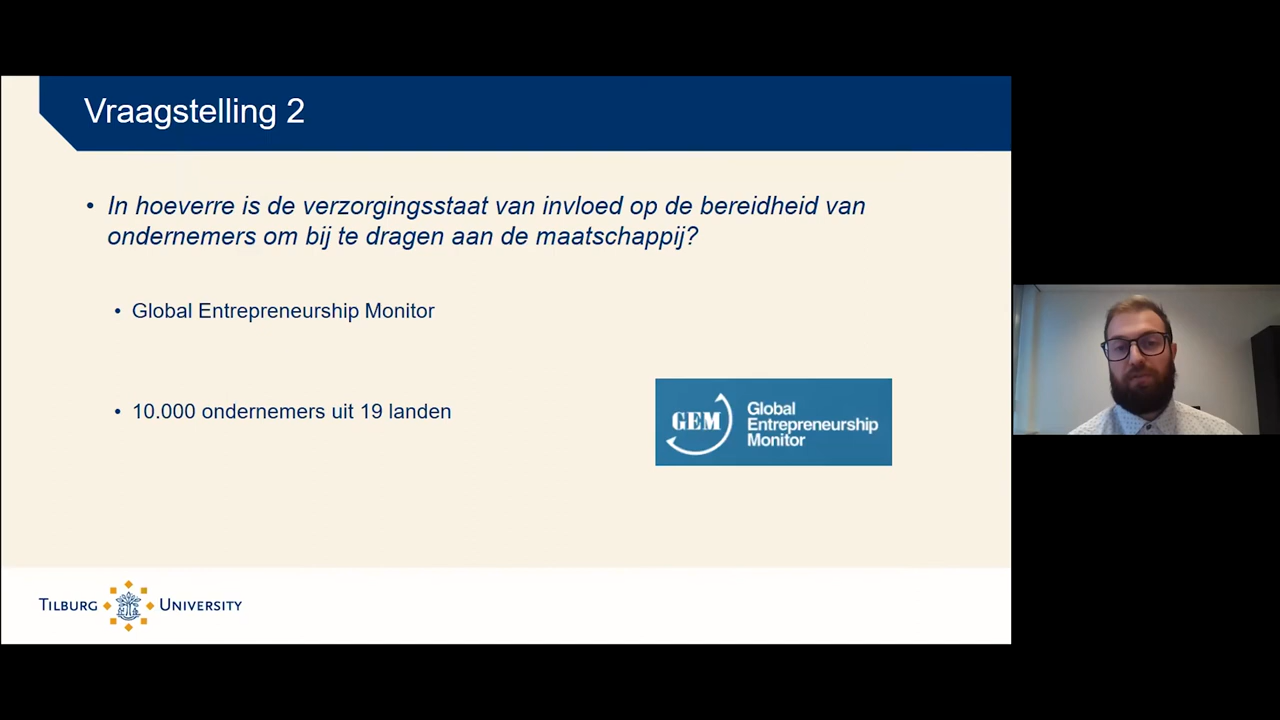 Vraagstelling 2
• In hoeverre is de verzorgingsstaat van invloed op de bereidheid van
ondernemers om bij te dragen aan de maatschappij?
• Global Entrepreneurship Monitor
• 10.000 ondernemers uit 19 landen
GEM
Global
Entrepreneurship
Monitor
TILBURG UNIVERSITY